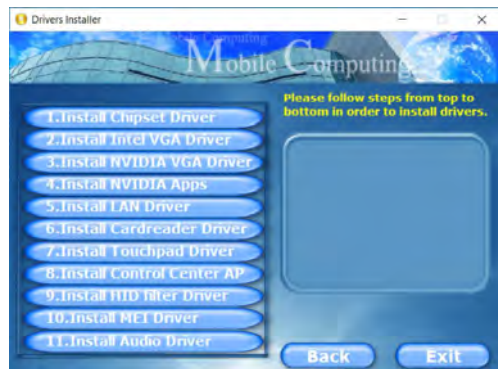 Drivers Installer
Mobile Computing
Mobile Computing
Please follow steps from top to
bottom in order to install drivers.
1.Install Chipset Driver
2.Install Intel VGA Driver
3.Install NVIDIA VGA Driver
4.Install NVIDIA Apps
5.Install LAN Driver
6.Install Cardreader Driver
7.Install Touchpad Driver
8.Install Control Center AP
9.Install HID filter Driver
10.Install MEI Driver
11.Install Audio Driver
Back
Exit